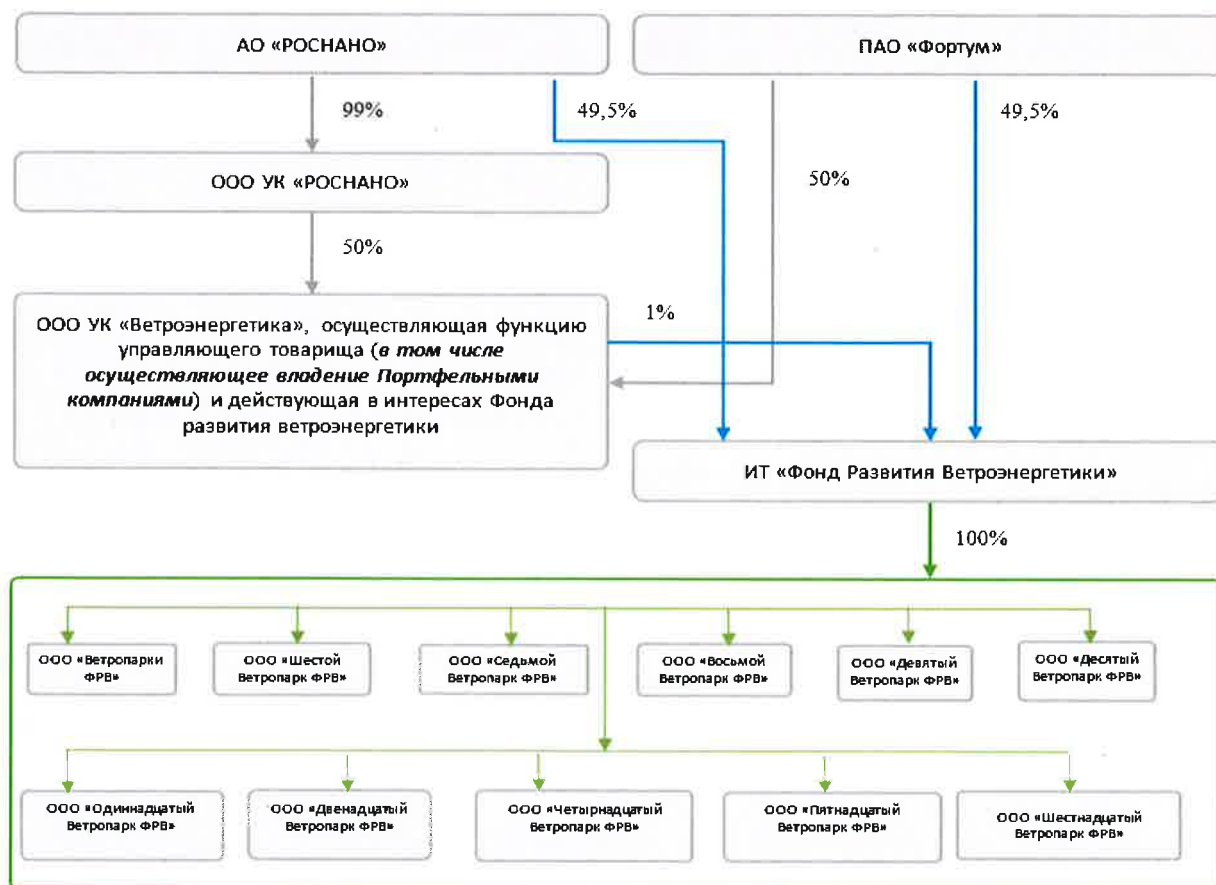 АО «РОСНАНО»
ПАО «Фортум»
99%
49,5%
49,5%
ООО УК «РОСНАНО»
50%
50%
ООО УК «Ветроэнергетика», осуществляющая функцию
управляющего товарища (в том числе
осуществляющее владение Портфельными
компаниями) и действующая в интересах Фонда
развития ветроэнергетики
1%
ИТ «Фонд Развития Ветроэнергетики»
100%
ООО «Ветропарки
ФРВ»
ООО «Шестой
Ветропарк ФРВ»
ООО «Седьмой
Ветропарк ФРВ»
ООО «Восьмой
Ветропарк ФРВ»
ООО «Девятый
Ветропарк ФРВ»
ООО «Десятый
Ветропарк ФРВ»
ООО «Одиннадцатый
Ветропарк ФРВ»
ООО «Двенадцатый
Ветропарк ФРВ»
ООО «Четырнадцатый
Ветропарк ФРВ»
ООО «Пятнадцатый
Ветропарк ФРВ»
ООО «Шестнадцатый
Ветропарк ФРВ»